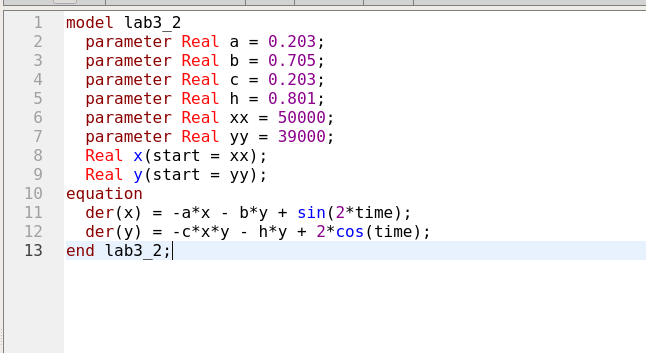 1 model lab3_2
2 parameter Real a = 0.203;
3 parameter Real b = 0.705;
4 parameter Real c = 0.203;
5 parameter Real h = 0.801;
6 parameter Real xx = 50000;
7 parameter Real yy = 39000;
8 Real x(start = xx);
9 Real y(start = yy);
10 equation
11 der(x) = -a*x - b*y + sin(2*time);
12 der(y) = -c*x*y - h*y + 2*cos(time);
13 end lab3_2;